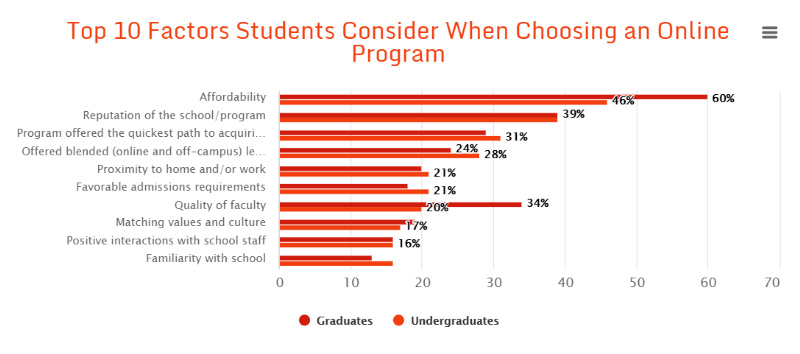 Top 10 Factors Students Consider When Choosing an Online
Program
Affordability
60%
46%
Reputation of the school/program
39%
Program offered the quickest path to acquiri...
31%
Offered blended (online and off-campus) le...
24%
28%
Proximity to home and/or work
21%
Favorable admissions requirements
21%
Quality of faculty
34%
20%
Matching values and culture
17%
Positive interactions with school staff
16%
Familiarity with school
0 10 20 30 40 50 60 70
Graduates Undergraduates